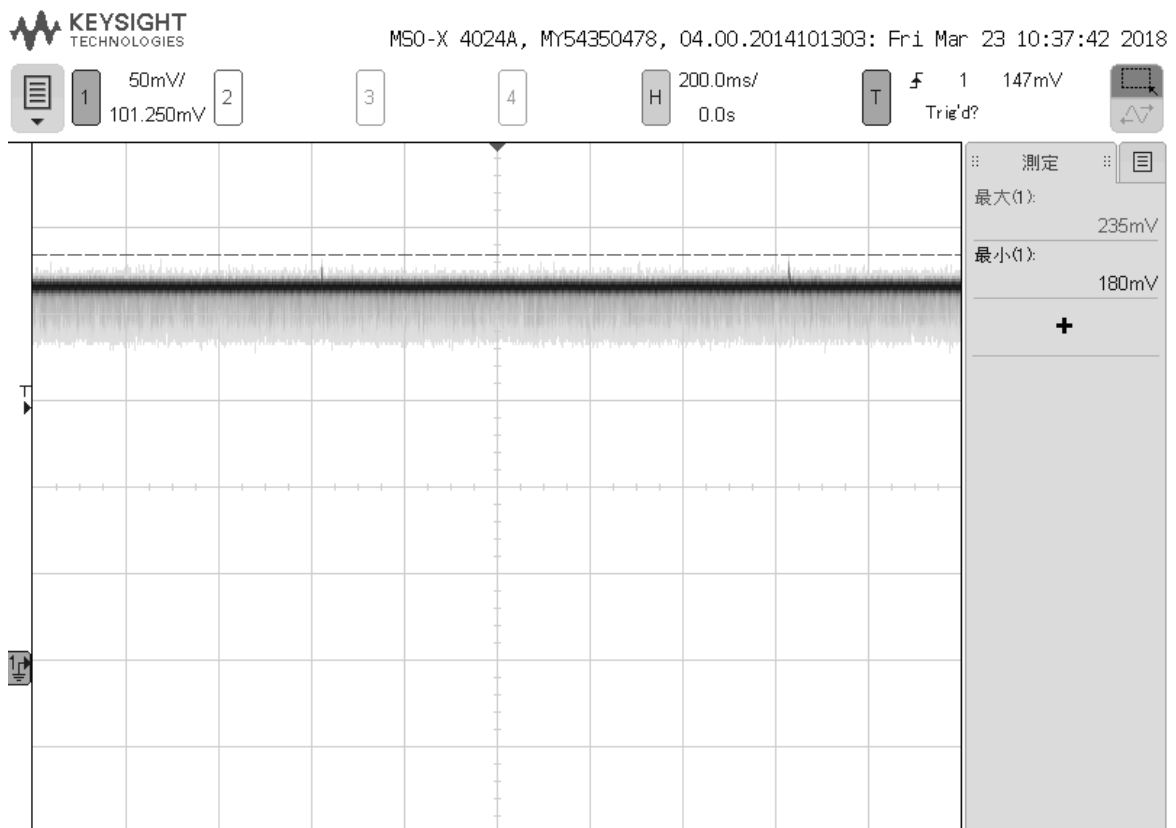 KEYSIGHT
TECHNOLOGIES
MSO-X 4024A, MY54350478, 04.00.2014101303: Fri Mar 23 10:37:42 2018
1
50mV/
101.250mV
2
3
4
H
200.0ms/
0.0s
T
1
147mV
Trig'd?
測定
最大(1):
235mV
最小(1):
180mV
+
T
1